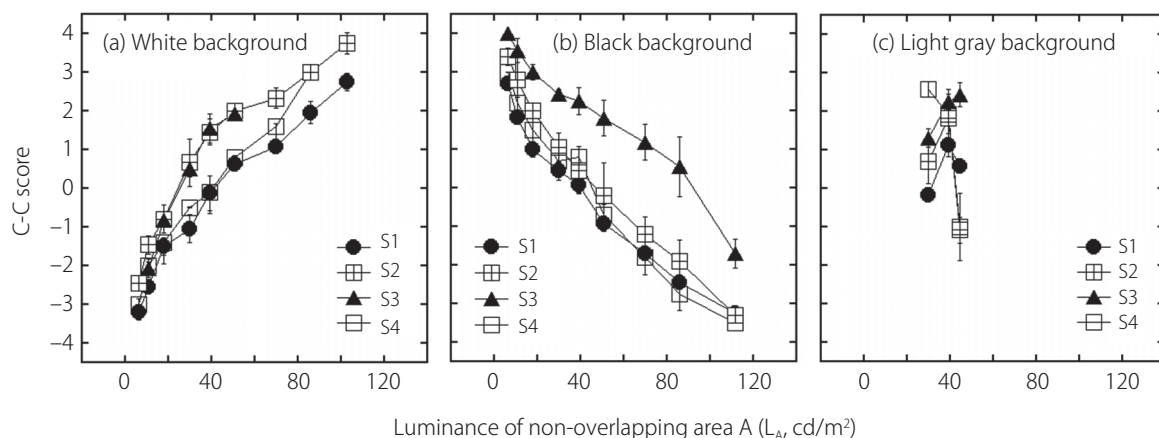 (a) White background
(b) Black background
(c) Light gray background
4
3
2
1
0
−1
−2
−3
−4
C-C score
S1
S2
S3
S4
S1
S2
S3
S4
S1
S2
S3
S4
0 40 80 120
0 40 80 120
0 40 80 120
Luminance of non-overlapping area A (L_A, cd/m²)